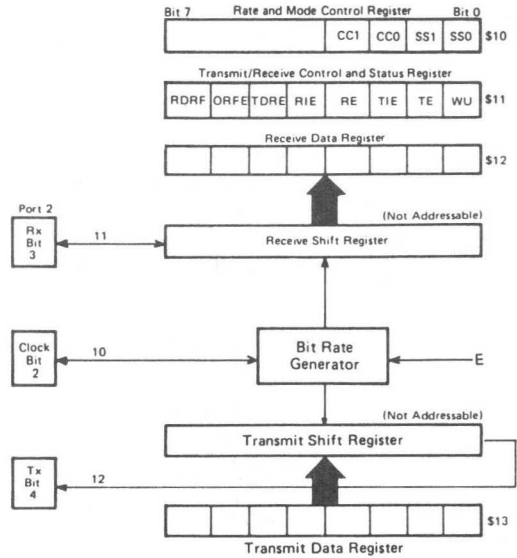 Bit 7 Rate and Mode Control Register Bit 0
CC1 CC0 SS1 SS0 $10
Transmit/Receive Control and Status Register
RDRF ORFE TDRE RIE RE TIE TE WU $11
Receive Data Register
$12
Port 2
(Not Addressable)
Rx
Bit
3
11
Receive Shift Register
Clock
Bit
2
10
Bit Rate
Generator
E
(Not Addressable)
Transmit Shift Register
Tx
Bit
4
12
$13
Transmit Data Register